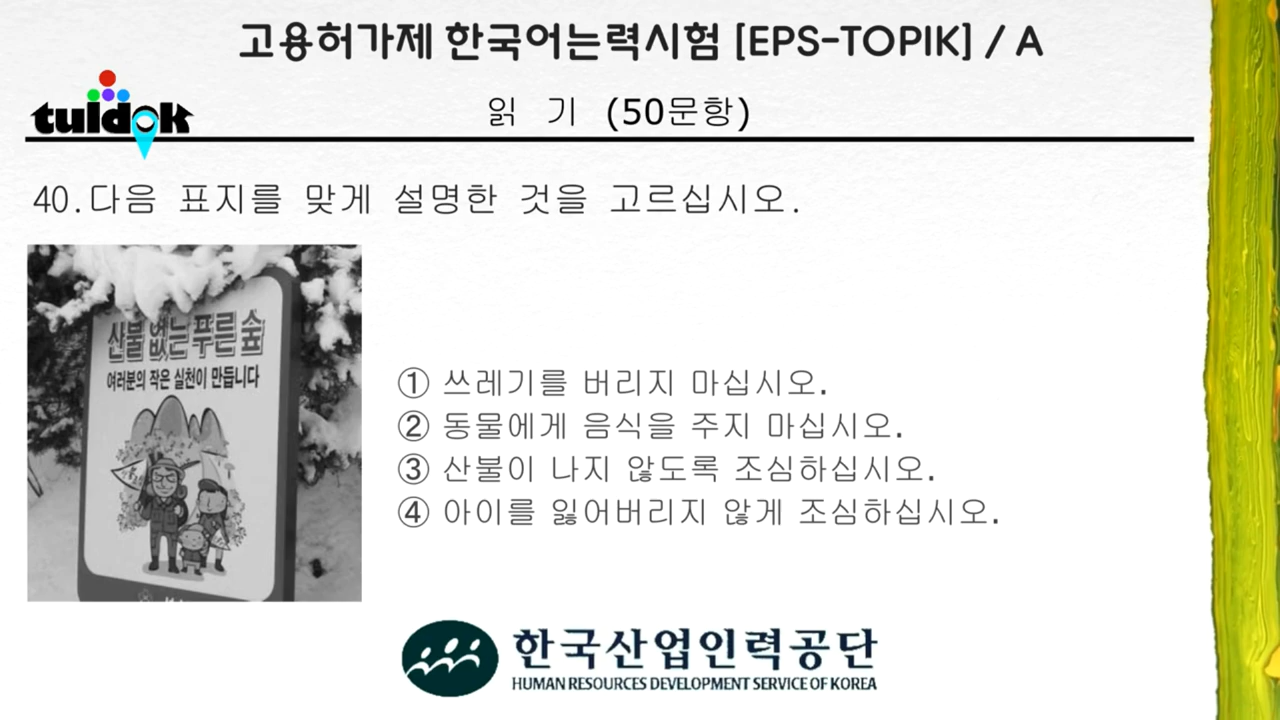 고용허가제 한국어능력시험 [EPS-TOPIK] / A
tuldok
읽 기 (50문항)
40.다음 표지를 맞게 설명한 것을 고르십시오.
산불 없는 푸른 숲
여러분의 작은 실천이 만듭니다
① 쓰레기를 버리지 마십시오.
② 동물에게 음식을 주지 마십시오.
③ 산불이 나지 않도록 조심하십시오.
④ 아이를 잃어버리지 않게 조심하십시오.
한국산업인력공단
HUMAN RESOURCES DEVELOPMENT SERVICE OF KOREA